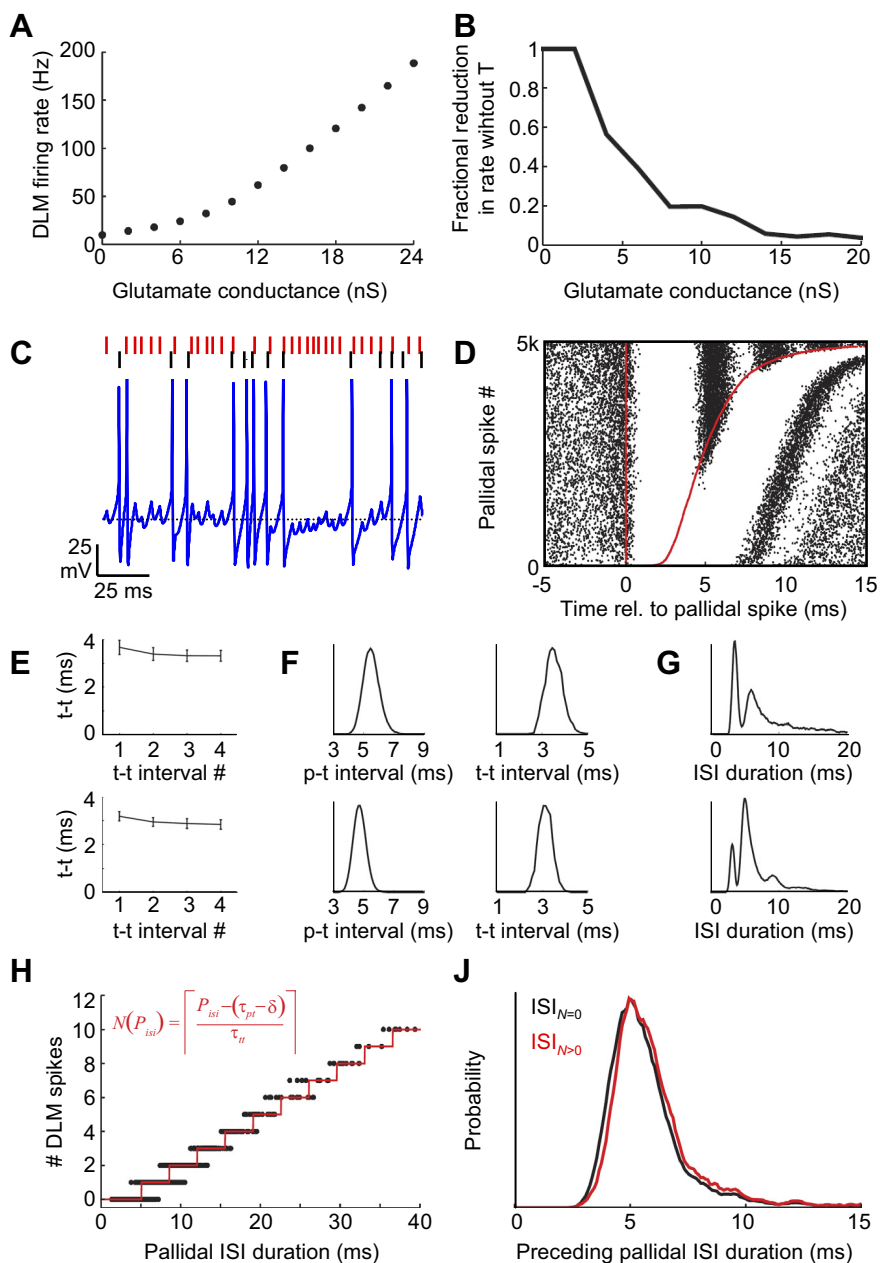 A
200
150
100
50
0
DLM firing rate (Hz)
0 6 12 18 24
Glutamate conductance (nS)
B
1
0.8
0.6
0.4
0.2
0
Fractional reduction
in rate wihtout T
0 5 10 15 20
Glutamate conductance (nS)
C
25
mV
25 ms
D
5k
0
Pallidal spike #
-5 0 5 10 15
Time rel. to pallidal spike (ms)
E
4
2
0
t-t (ms)
1 2 3 4
t-t interval #
4
2
0
t-t (ms)
1 2 3 4
t-t interval #
F
3 5 7 9
p-t interval (ms)
1 3 5
t-t interval (ms)
3 5 7 9
p-t interval (ms)
1 3 5
t-t interval (ms)
G
0 10 20
ISI duration (ms)
0 10 20
ISI duration (ms)
H
12
10
8
6
4
2
0
# DLM spikes
N(P_isi) = ⌈(P_isi − (τ_pt − δ)) / τ_tt⌉
0 10 20 30 40
Pallidal ISI duration (ms)
J
ISI_N=0
ISI_N>0
Probability
0 5 10 15
Preceding pallidal ISI duration (ms)